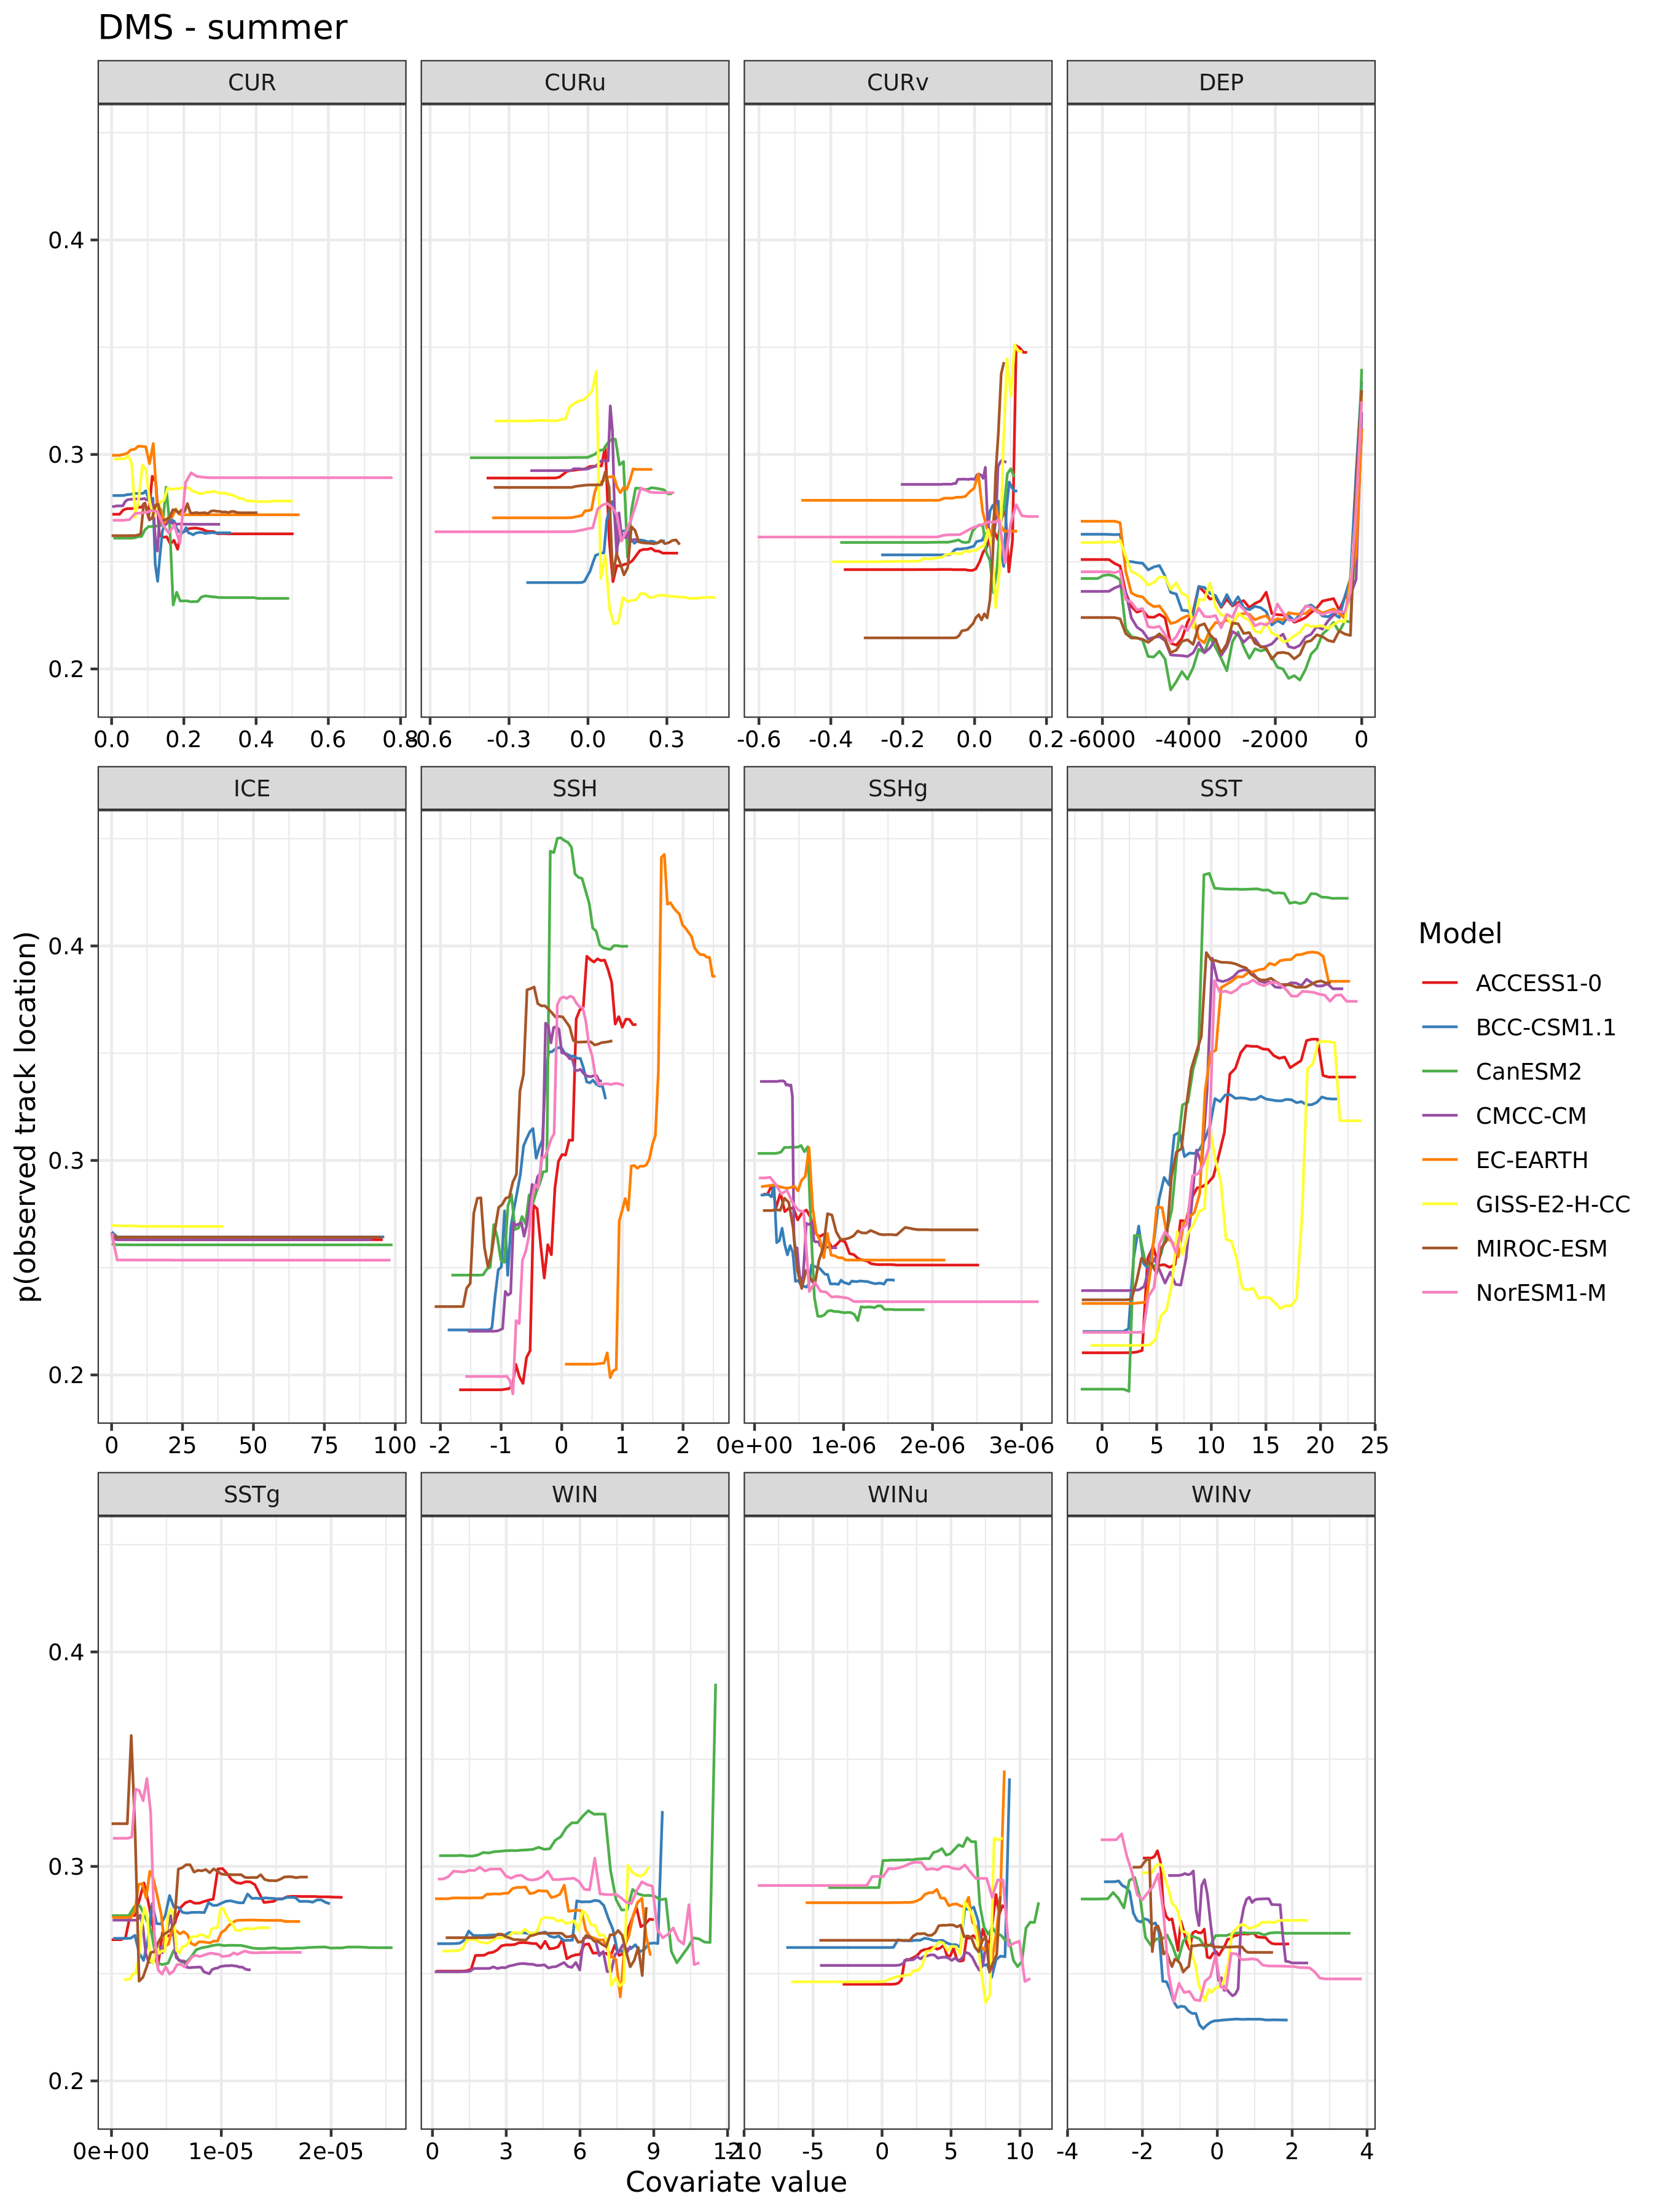 DMS - summer
CUR CURu CURv DEP
0.4
0.3
0.2
0.0 0.2 0.4 0.6 0.8 -0.6 -0.3 0.0 0.3 -0.6 -0.4 -0.2 0.0 0.2 -6000 -4000 -2000 0
ICE SSH SSHg SST
0.4
0.3
0.2
0 25 50 75 100 -2 -1 0 1 2 0e+00 1e-06 2e-06 3e-06 0 5 10 15 20 25
SSTg WIN WINu WINv
0.4
0.3
0.2
0e+00 1e-05 2e-05 0 3 6 9 12 -10 -5 0 5 10 -4 -2 0 2 4
Covariate value
p(observed track location)
Model
ACCESS1-0
BCC-CSM1.1
CanESM2
CMCC-CM
EC-EARTH
GISS-E2-H-CC
MIROC-ESM
NorESM1-M